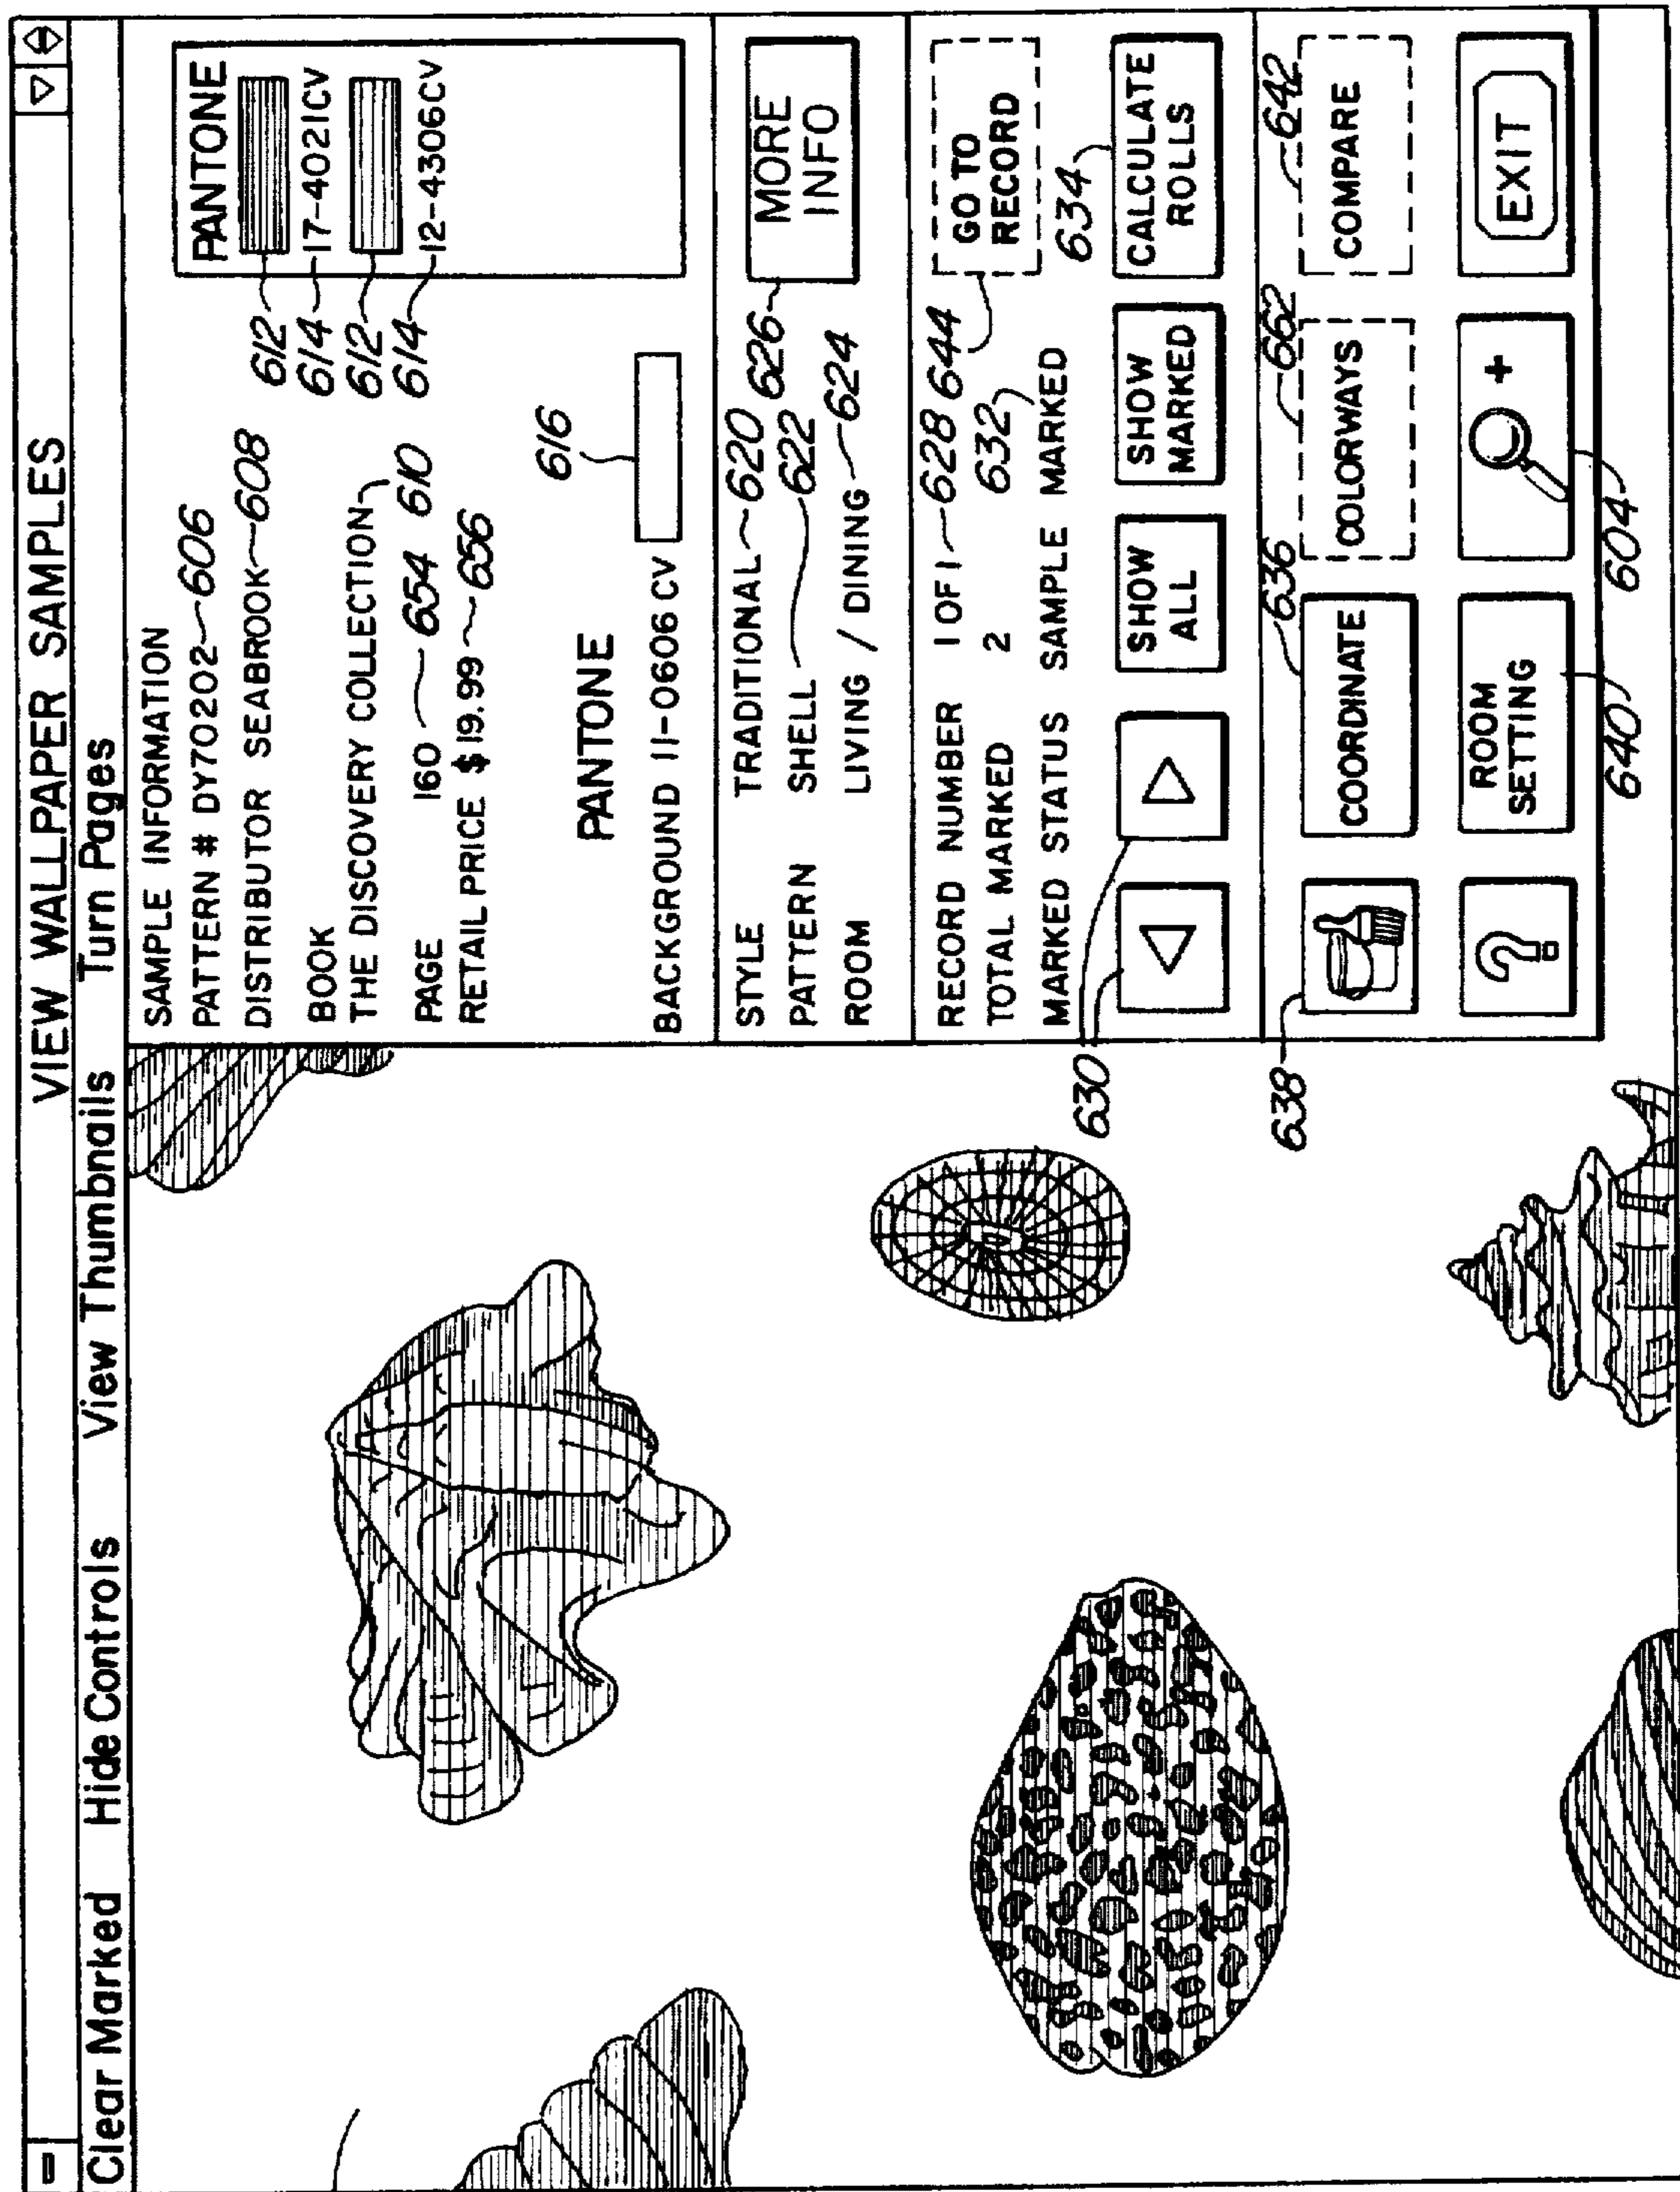 VIEW WALLPAPER SAMPLES
Clear Marked Hide Controls View Thumbnails Turn Pages
SAMPLE INFORMATION
PATTERN # DY70202 606
DISTRIBUTOR SEABROOK 608
BOOK
THE DISCOVERY COLLECTION
PAGE 160 654 610
RETAIL PRICE $19.99 656
PANTONE
616
BACKGROUND 11-0606 CV
PANTONE
612
614 17-4021CV
612
614 12-4306CV
STYLE TRADITIONAL 620 626
PATTERN SHELL 622
ROOM LIVING / DINING 624
MORE
INFO
RECORD NUMBER 1 OF 1 628 644
TOTAL MARKED 2 632
MARKED STATUS SAMPLE MARKED
GO TO
RECORD
634
630
SHOW
ALL
SHOW
MARKED
CALCULATE
ROLLS
638
636
662
642
COORDINATE
COLORWAYS
COMPARE
?
ROOM
SETTING
+
EXIT
640
604